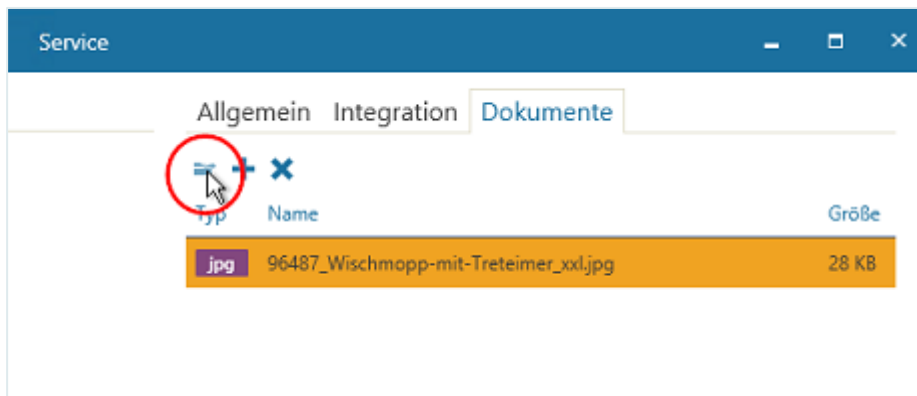 Service
Allgemein Integration Dokumente
Typ Name Größe
jpg 96487_Wischmopp-mit-Treteimer_xxl.jpg 28 KB